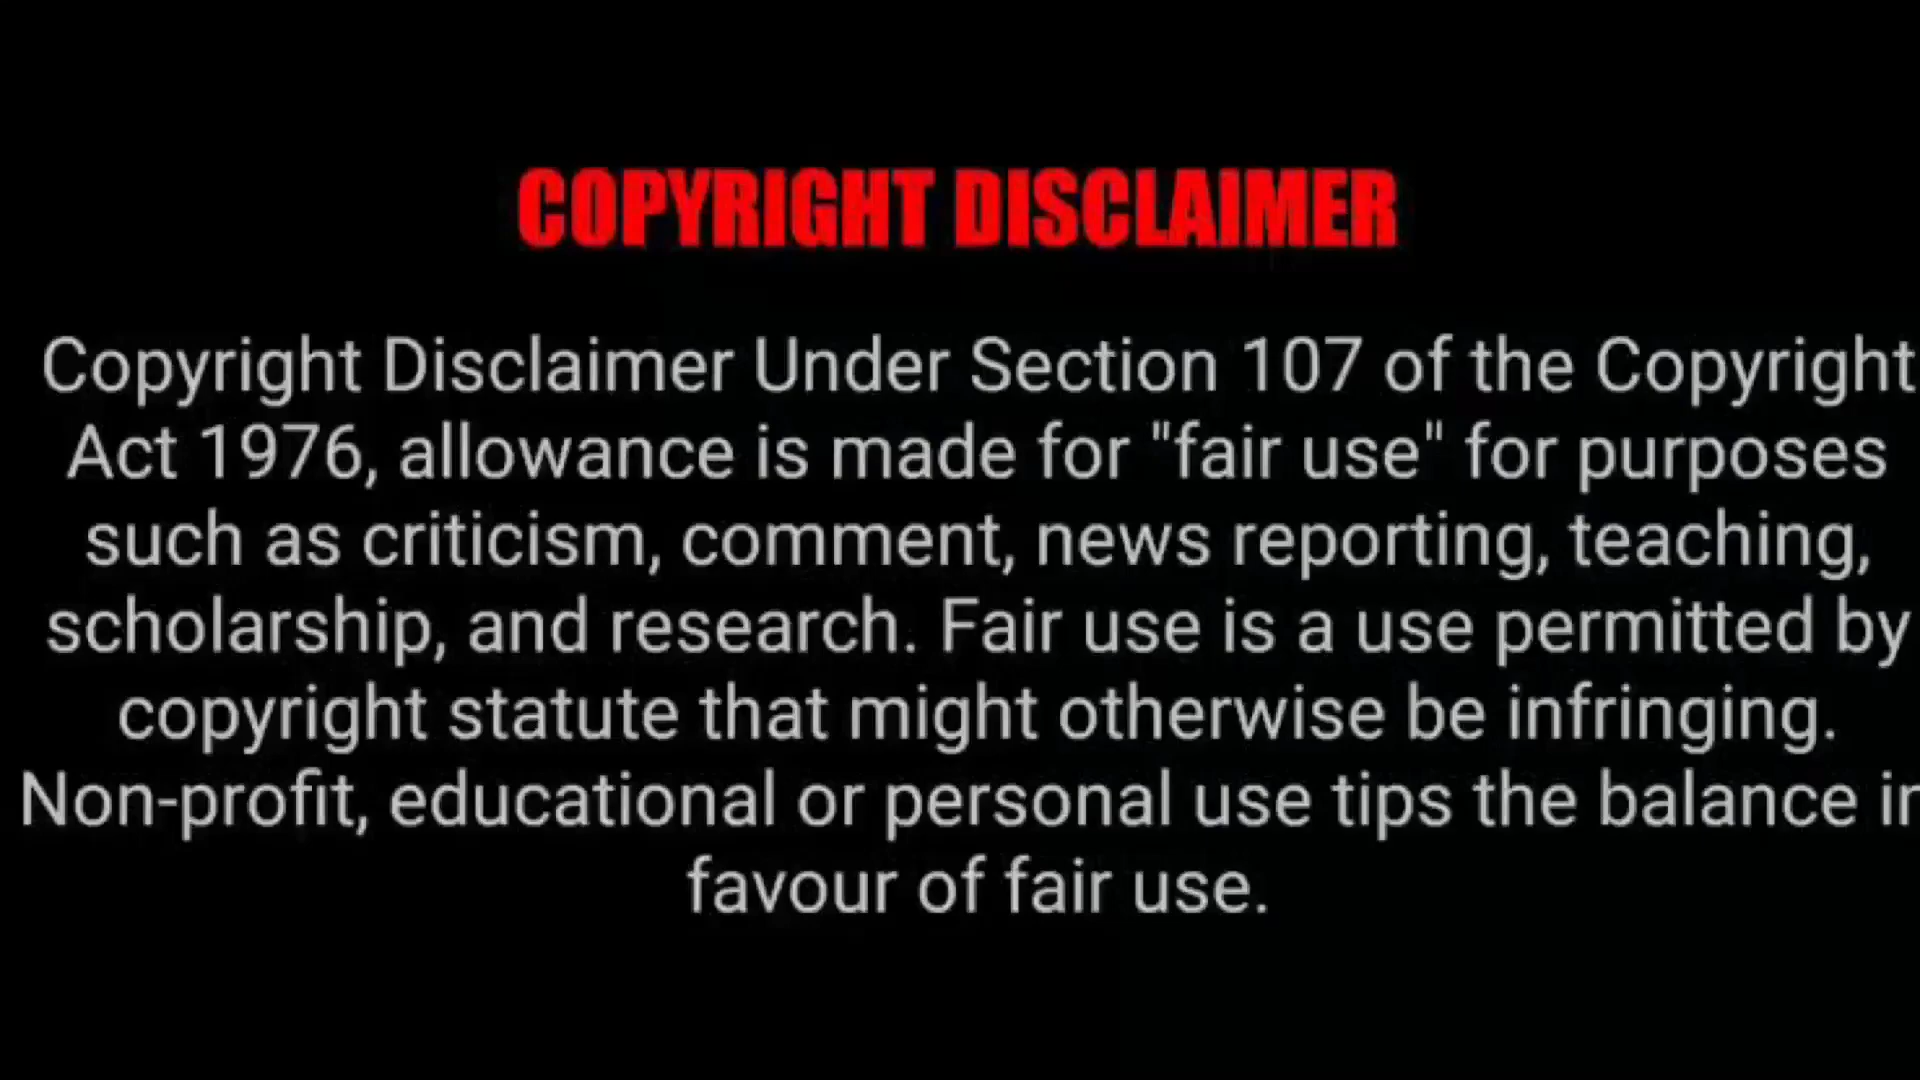 COPYRIGHT DISCLAIMER
Copyright Disclaimer Under Section 107 of the Copyright
Act 1976, allowance is made for "fair use" for purposes
such as criticism, comment, news reporting, teaching,
scholarship, and research. Fair use is a use permitted by
copyright statute that might otherwise be infringing.
Non-profit, educational or personal use tips the balance in
favour of fair use.